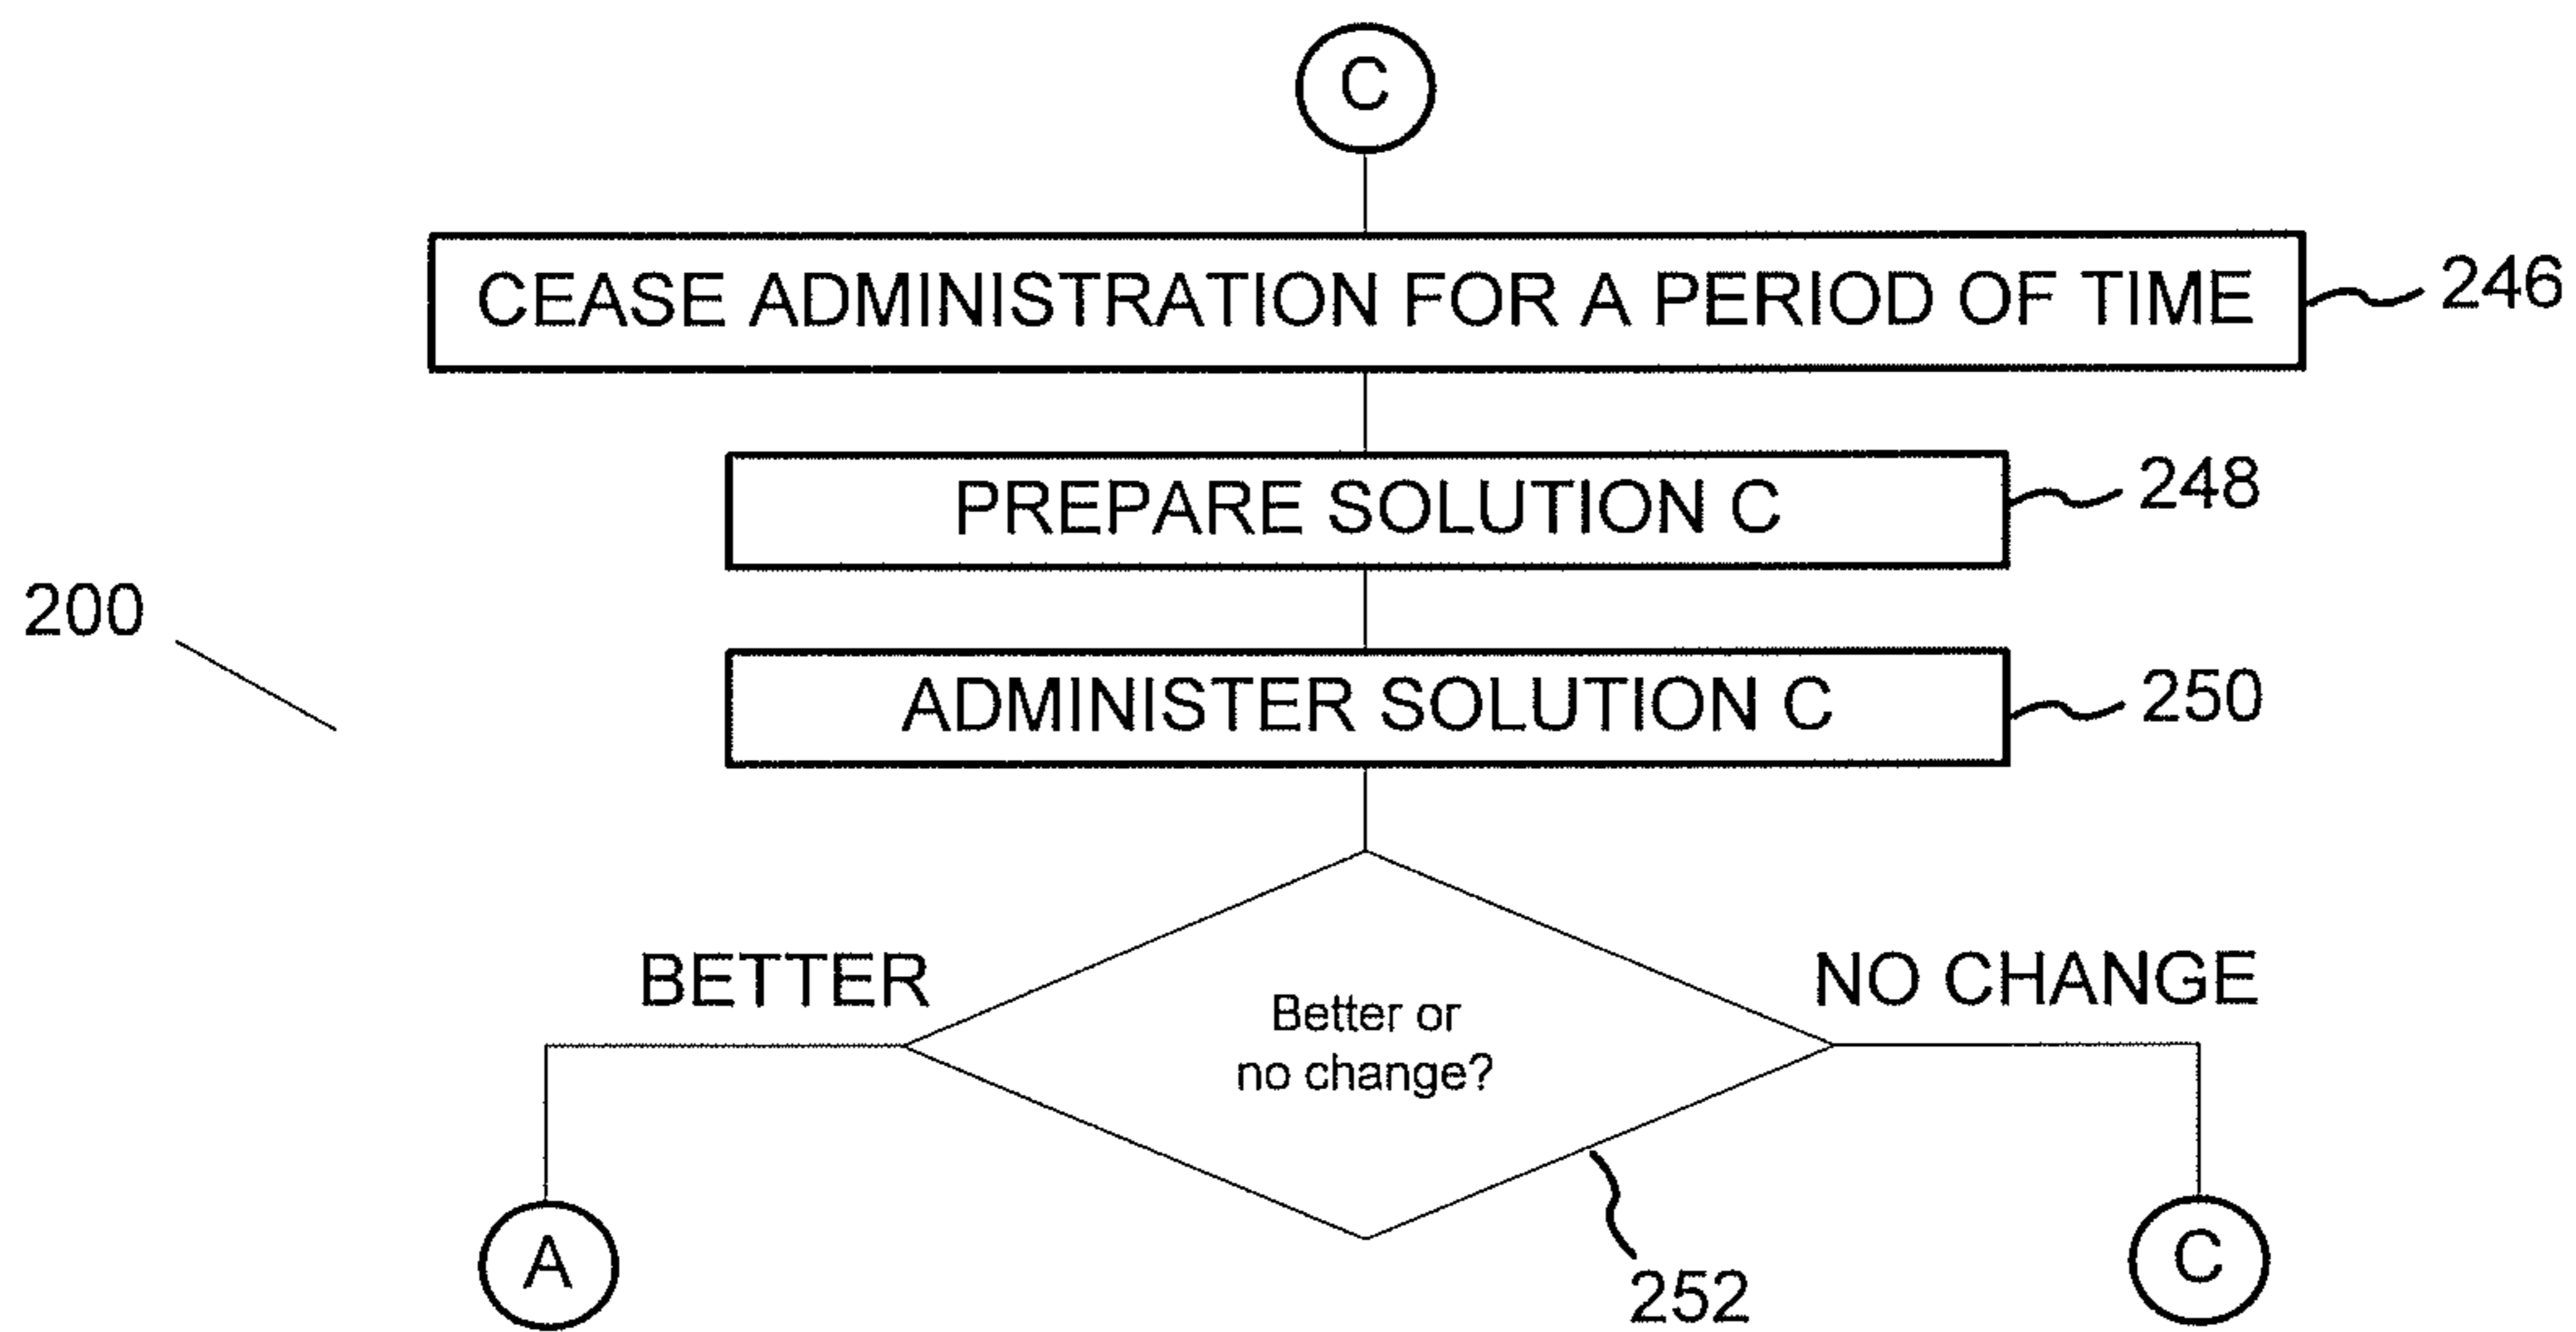 C
CEASE ADMINISTRATION FOR A PERIOD OF TIME
246
PREPARE SOLUTION C
248
200
ADMINISTER SOLUTION C
250
BETTER
NO CHANGE
Better or
no change?
A
C
252